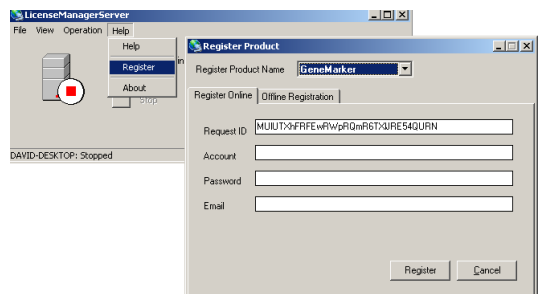 LicenseManagerServer
File View Operation Help
Help
Register
About
Stop
DAVID-DESKTOP: Stopped
Register Product
Register Product Name GeneMarker
Register Online Offline Registration
Request ID
Account
Password
Email
Register Cancel